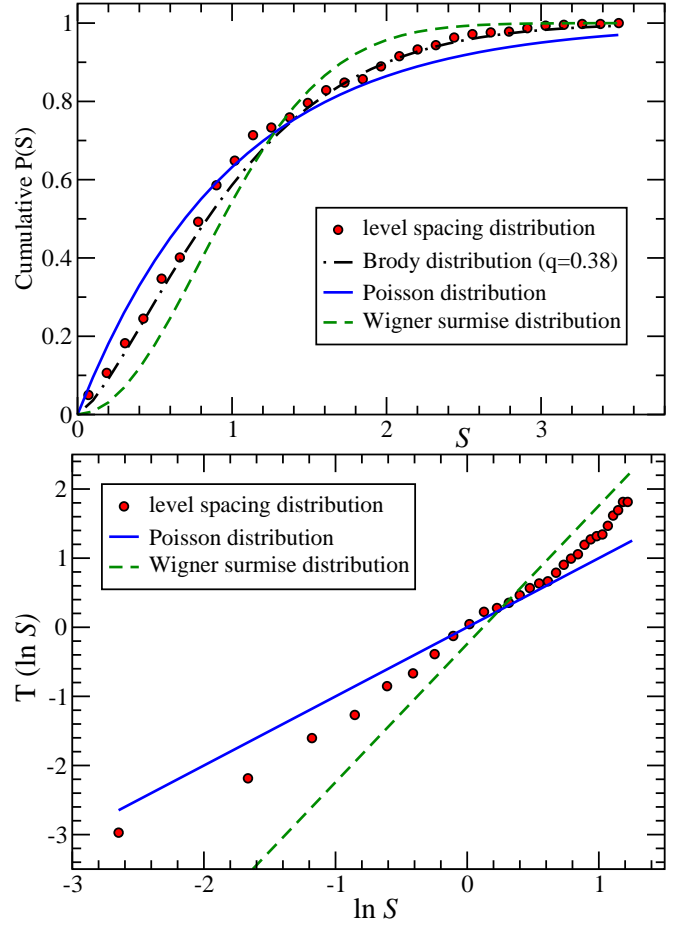 1
0.8
0.6
0.4
0.2
0
Cumulative P(S)
level spacing distribution
Brody distribution (q=0.38)
Poisson distribution
Wigner surmise distribution
0 1 2 3
S
2
1
0
-1
-2
-3
T (ln S)
level spacing distribution
Poisson distribution
Wigner surmise distribution
-3 -2 -1 0 1
ln S